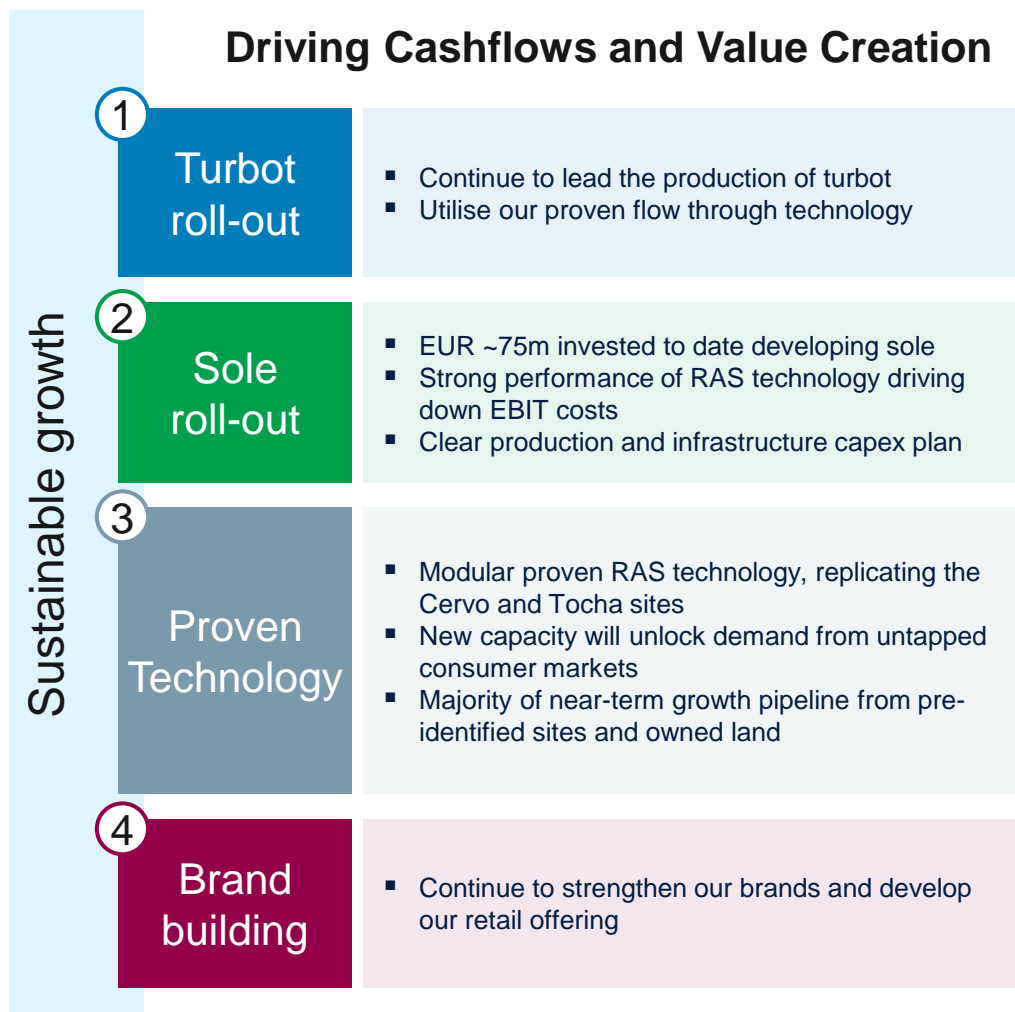 Driving Cashflows and Value Creation
Sustainable growth
1
Turbot
roll-out
▪ Continue to lead the production of turbot
▪ Utilise our proven flow through technology
2
Sole
roll-out
▪ EUR ~75m invested to date developing sole
▪ Strong performance of RAS technology driving
down EBIT costs
▪ Clear production and infrastructure capex plan
3
Proven
Technology
▪ Modular proven RAS technology, replicating the
Cervo and Tocha sites
▪ New capacity will unlock demand from untapped
consumer markets
▪ Majority of near-term growth pipeline from pre-
identified sites and owned land
4
Brand
building
▪ Continue to strengthen our brands and develop
our retail offering